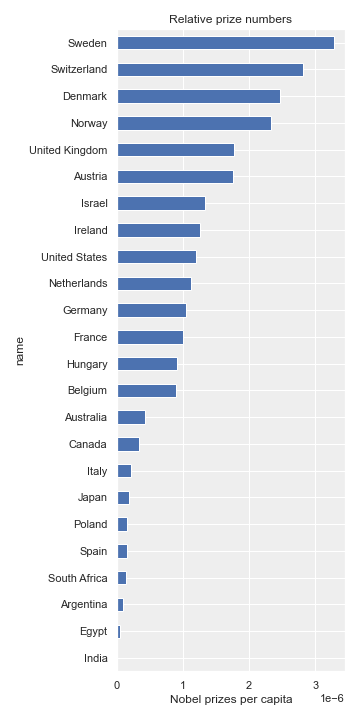 Relative prize numbers
Sweden
Switzerland
Denmark
Norway
United Kingdom
Austria
Israel
Ireland
United States
Netherlands
Germany
France
Hungary
Belgium
Australia
Canada
Italy
Japan
Poland
Spain
South Africa
Argentina
Egypt
India
name
0 1 2 3
1e−6
Nobel prizes per capita